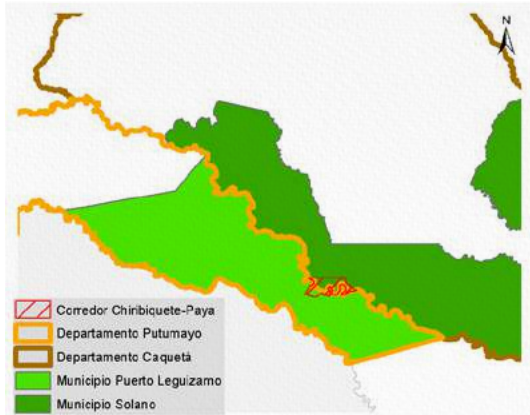 N
Corredor Chiribiquete-Paya
Departamento Putumayo
Departamento Caquetá
Municipio Puerto Leguizamo
Municipio Solano